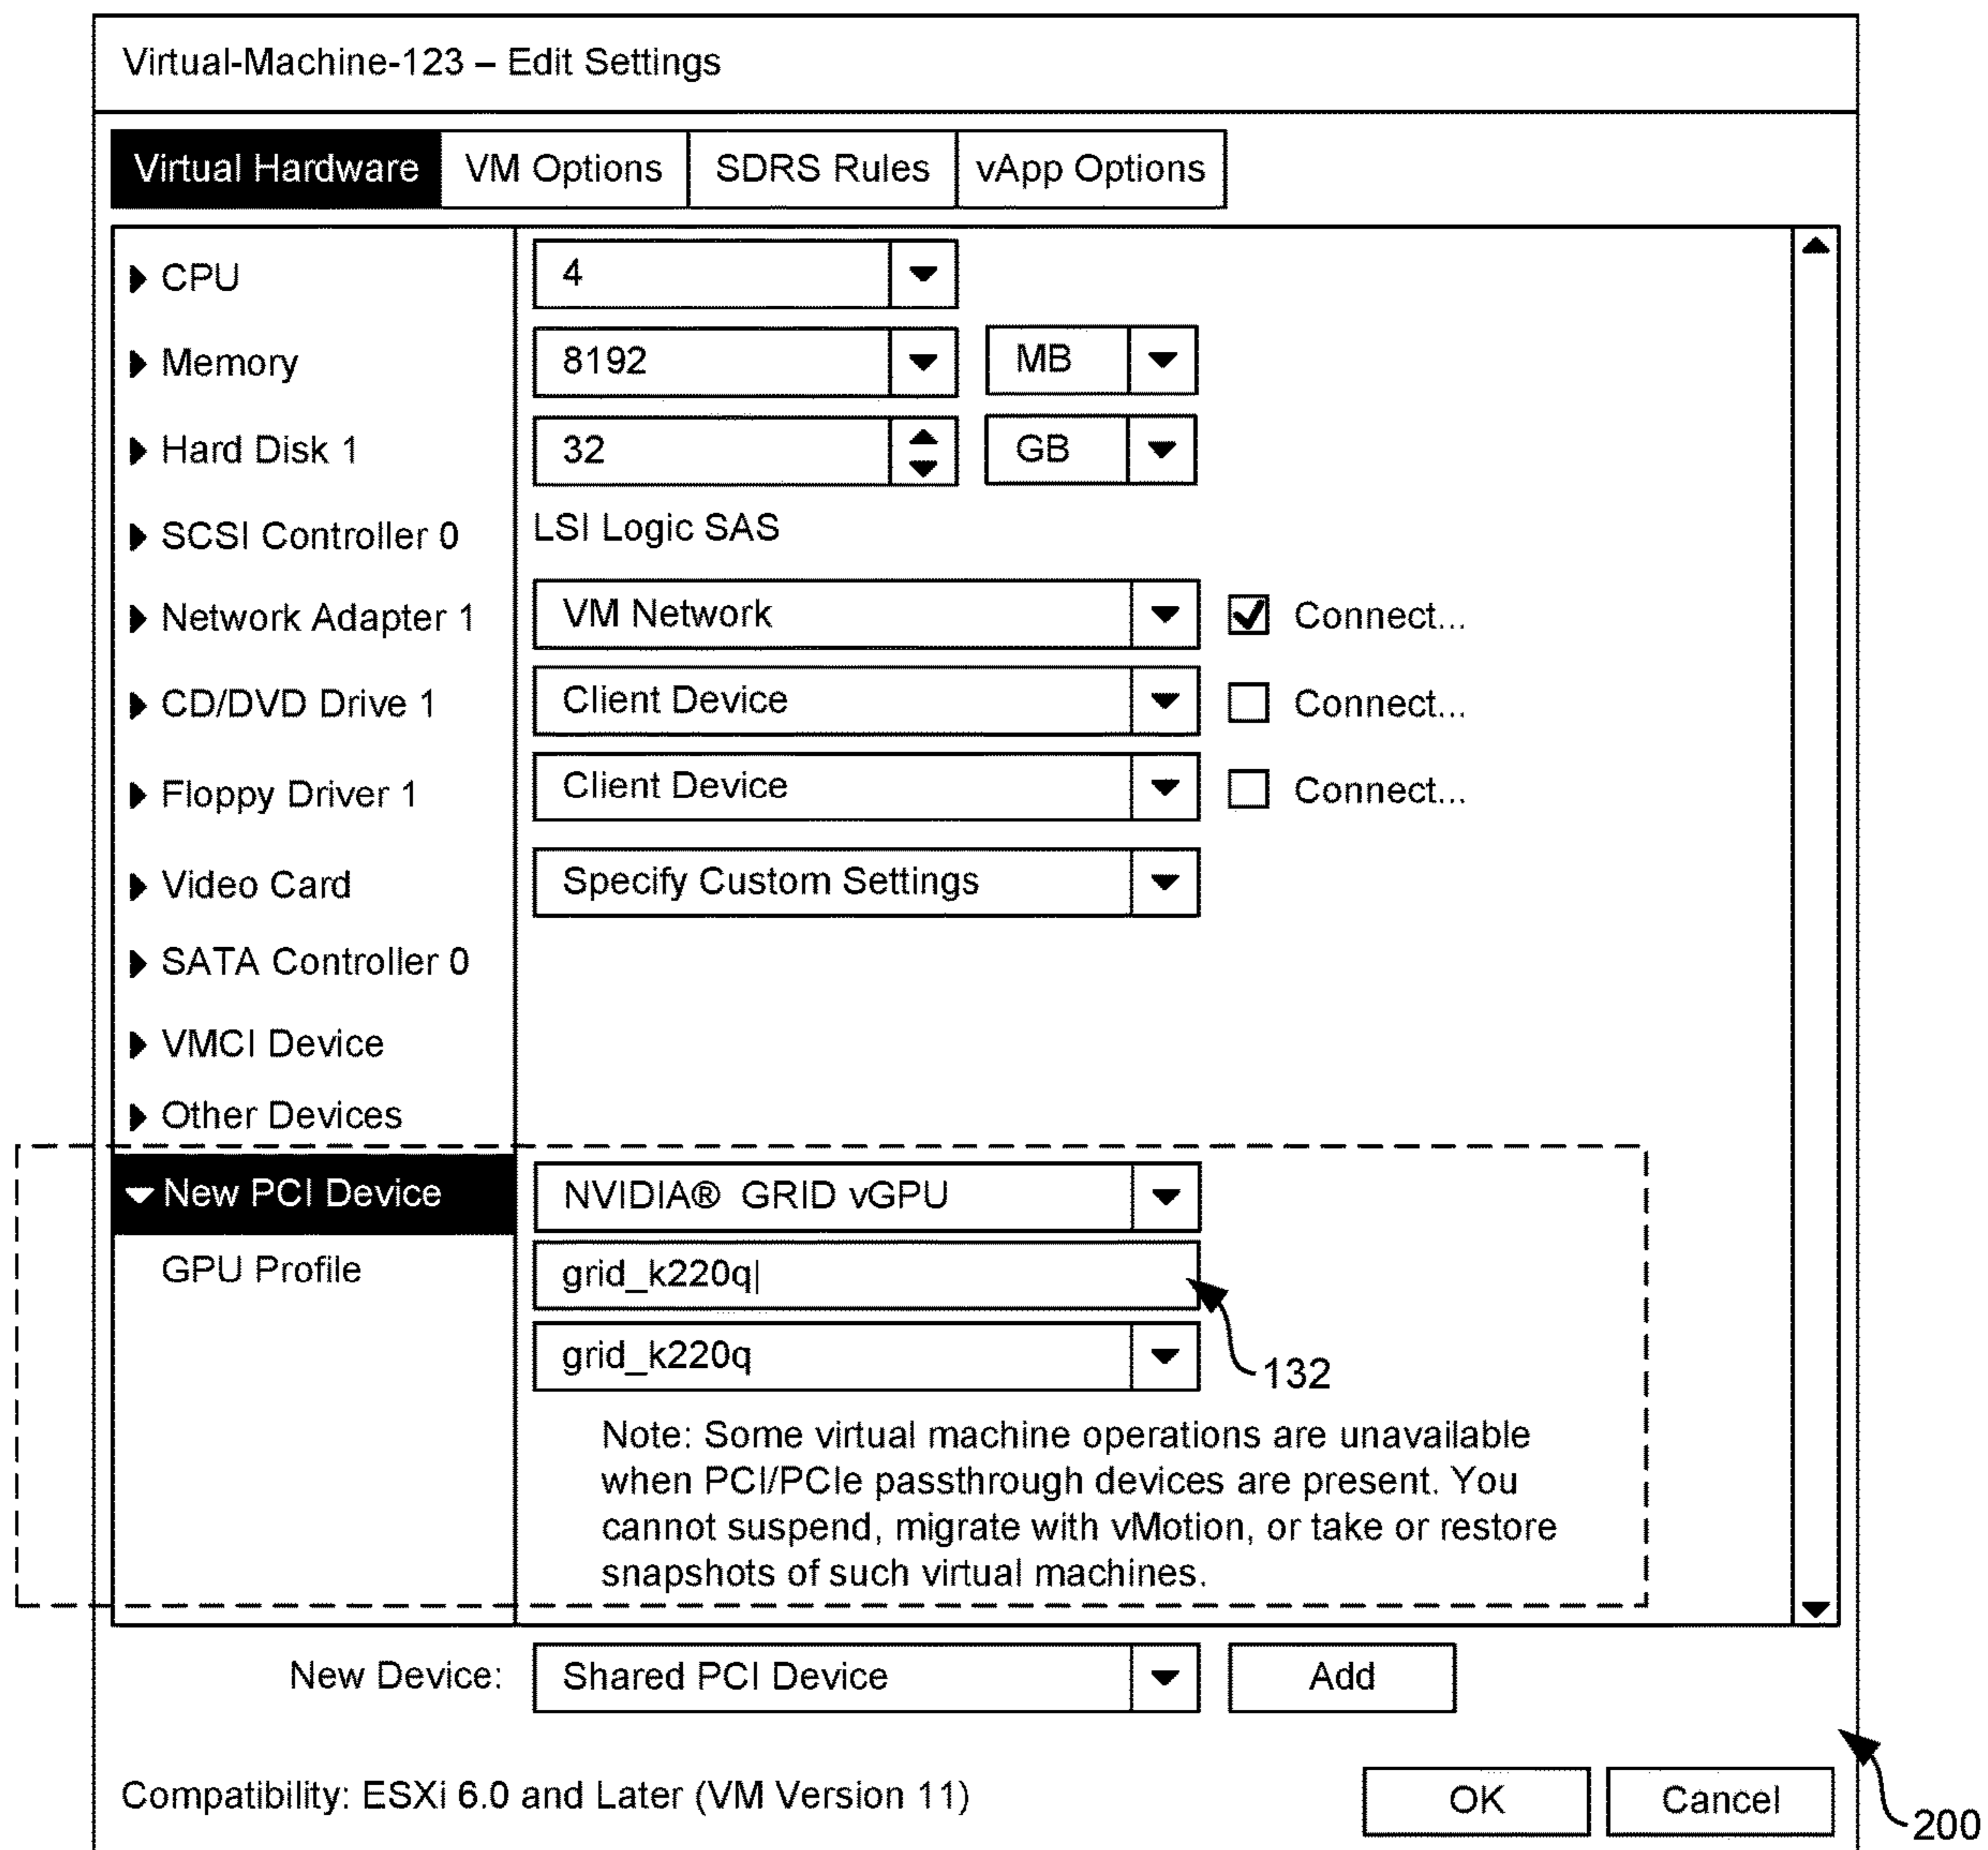 Virtual-Machine-123 – Edit Settings
Virtual Hardware VM Options SDRS Rules vApp Options
CPU 4
Memory 8192 MB
Hard Disk 1 32 GB
SCSI Controller 0 LSI Logic SAS
Network Adapter 1 VM Network Connect...
CD/DVD Drive 1 Client Device Connect...
Floppy Driver 1 Client Device Connect...
Video Card Specify Custom Settings
SATA Controller 0
VMCI Device
Other Devices
New PCI Device NVIDIA® GRID vGPU
GPU Profile grid_k220q
grid_k220q
132
Note: Some virtual machine operations are unavailable
when PCI/PCIe passthrough devices are present. You
cannot suspend, migrate with vMotion, or take or restore
snapshots of such virtual machines.
New Device: Shared PCI Device Add
Compatibility: ESXi 6.0 and Later (VM Version 11) OK Cancel
200